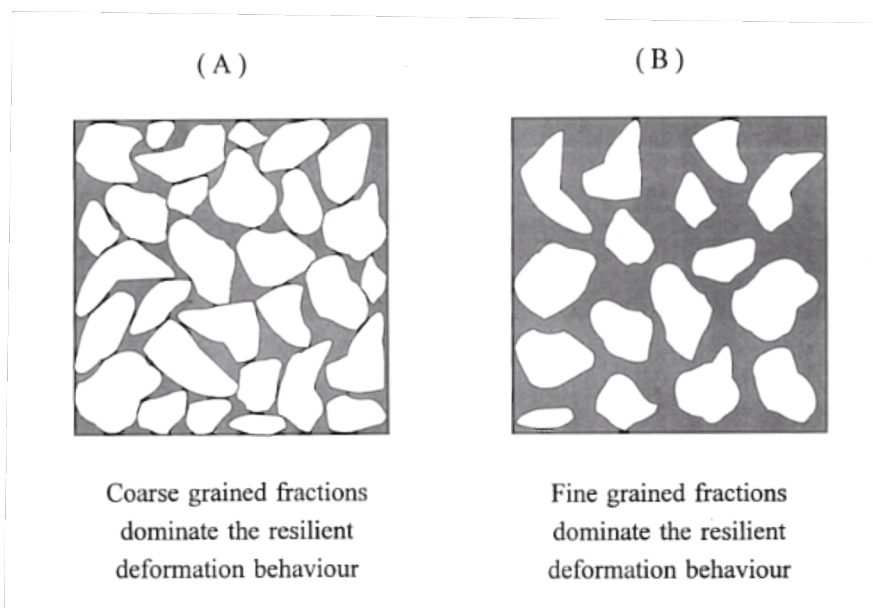 (A)
(B)
Coarse grained fractions
dominate the resilient
deformation behaviour
Fine grained fractions
dominate the resilient
deformation behaviour